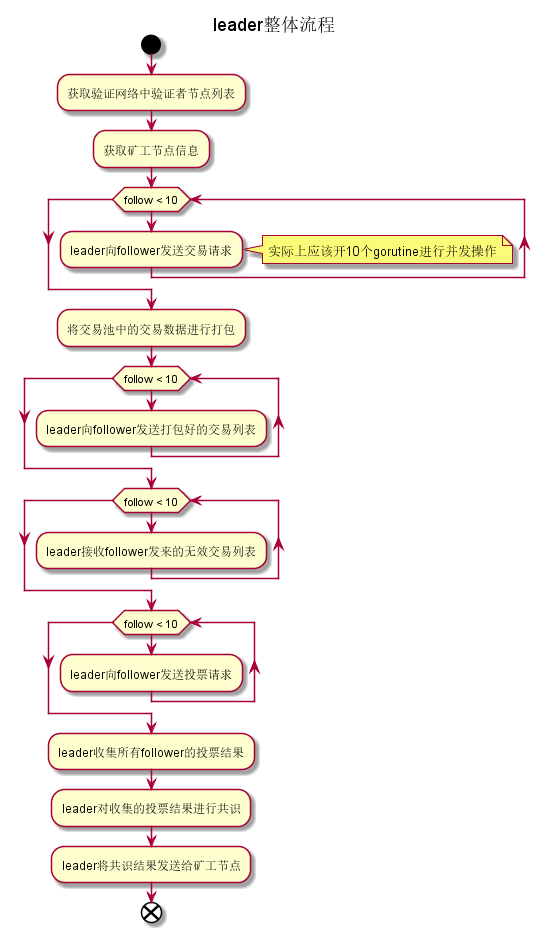 leader整体流程
获取验证网络中验证者节点列表
获取矿工节点信息
follow < 10
leader向follower发送交易请求
实际上应该开10个gorutine进行并发操作
将交易池中的交易数据进行打包
follow < 10
leader向follower发送打包好的交易列表
follow < 10
leader接收follower发来的无效交易列表
follow < 10
leader向follower发送投票请求
leader收集所有follower的投票结果
leader对收集的投票结果进行共识
leader将共识结果发送给矿工节点